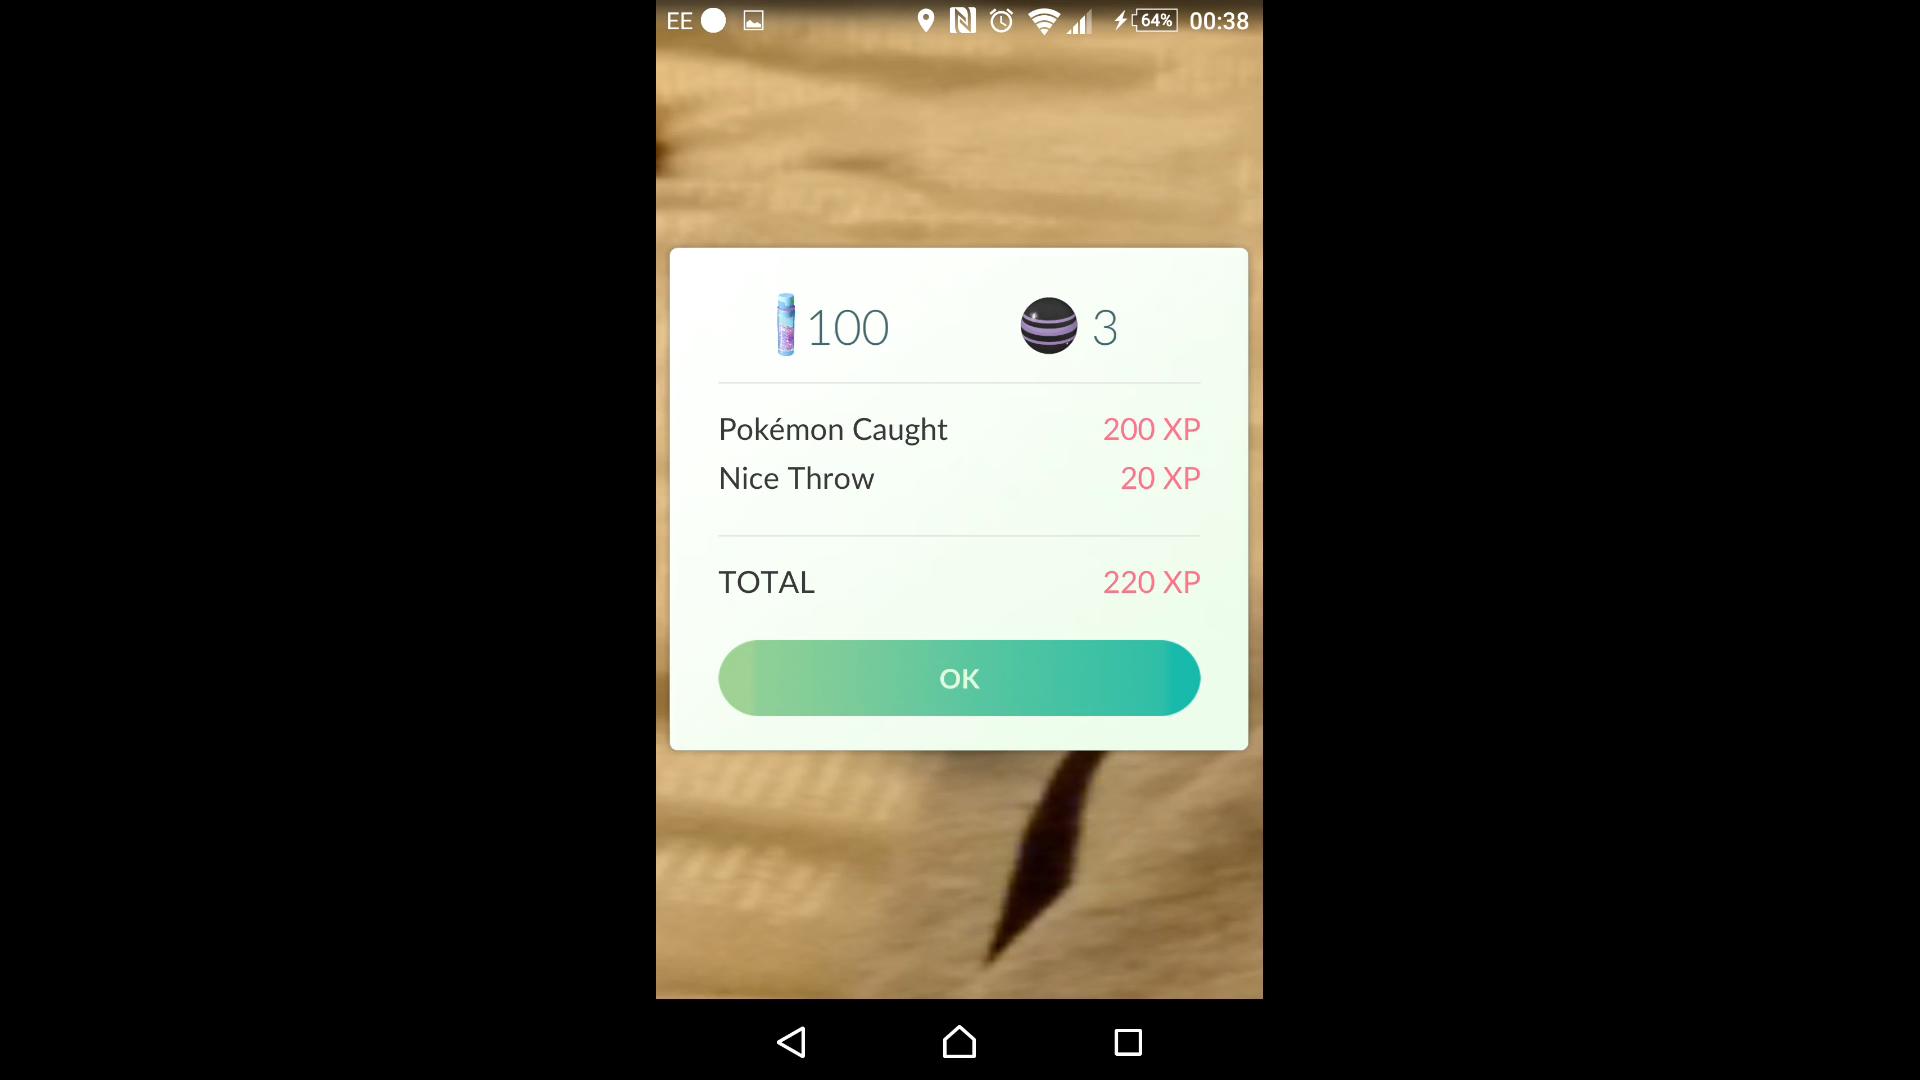 EE 64% 00:38
100 3
Pokémon Caught 200 XP
Nice Throw 20 XP
TOTAL 220 XP
OK